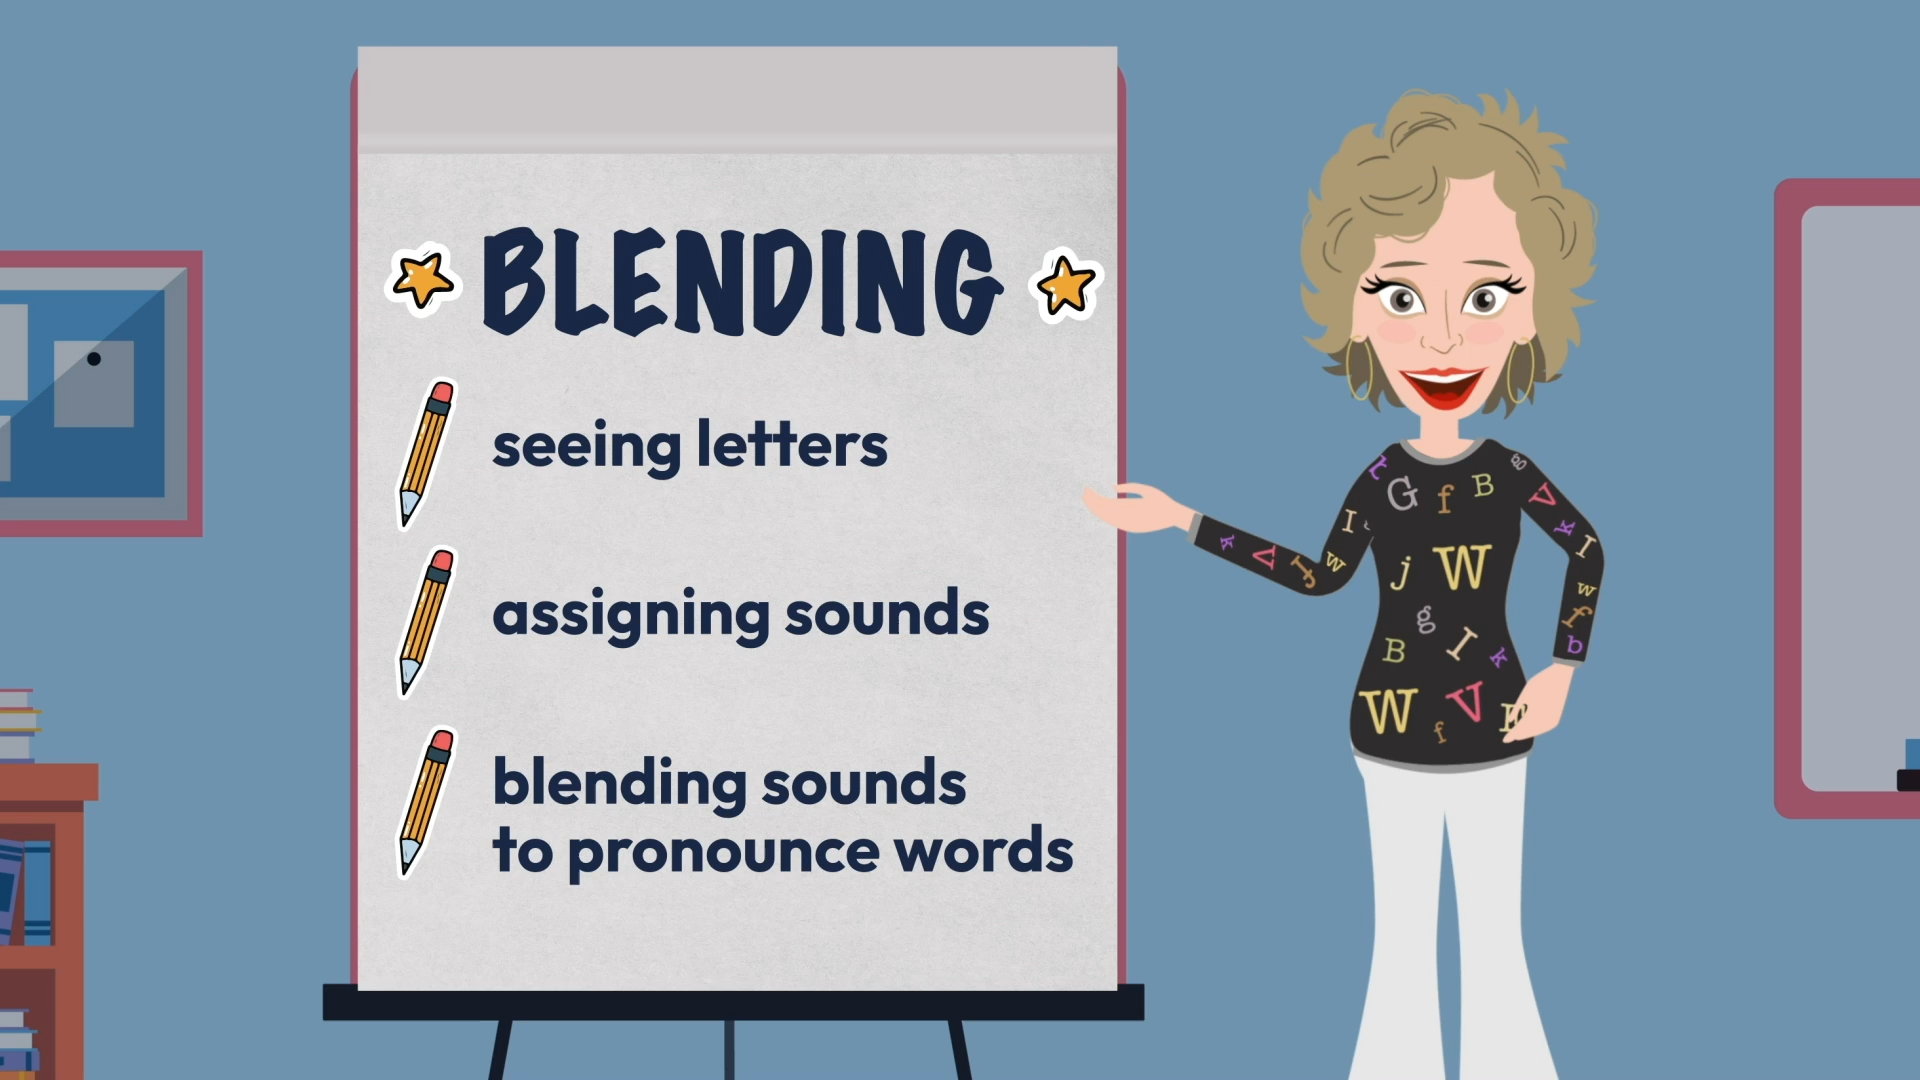 BLENDING
seeing letters
assigning sounds
blending sounds
to pronounce words
t G f B g V
I k I
k V J w j W w
g f
B I k b
W f V